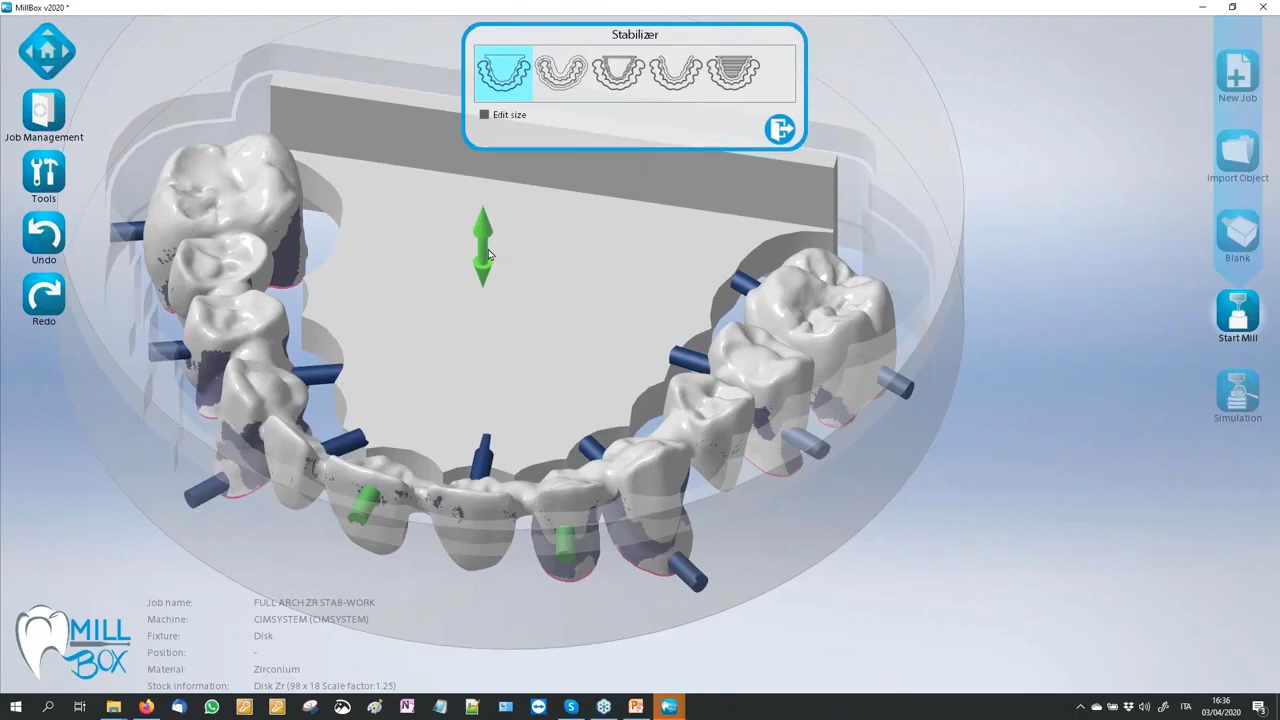 MillBox v2020 *
Stabilizer
Edit size
Job Management
Tools
Undo
Redo
New Job
Import Object
Blank
Start Mill
Simulation
Job name: FULL ARCH ZR STAB-WORK
Machine: CIMSYSTEM (CIMSYSTEM)
Fixture: Disk
Position: -
Material: Zirconium
Stock information: Disk Zr (98 x 18 Scale factor:1.25)
MILL
BOX
16:36
ITA
03/04/2020